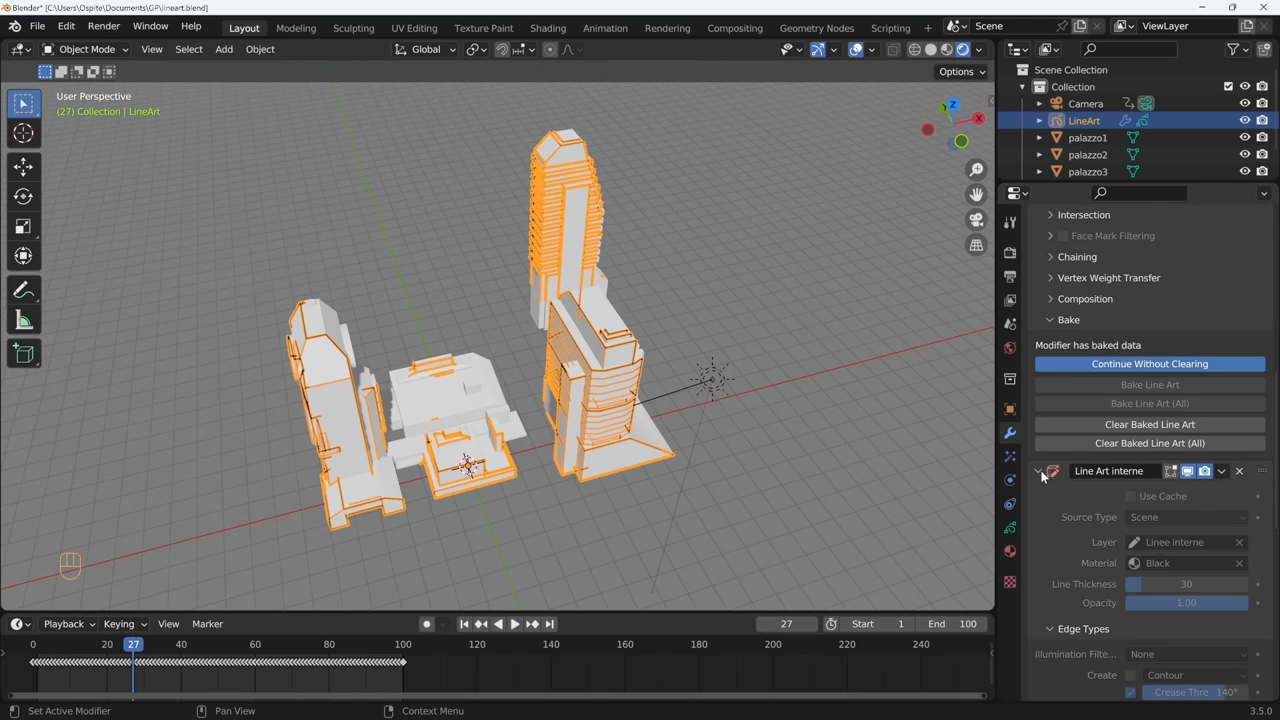 Blender* [C:\Users\Ospite\Documents\GP\lineart.blend]
File Edit Render Window Help Layout Modeling Sculpting UV Editing Texture Paint Shading Animation Rendering Compositing Geometry Nodes Scripting Scene ViewLayer
Object Mode View Select Add Object Global
Options
User Perspective
(27) Collection | LineArt
Z
Y
X
Scene Collection
Collection
Camera
LineArt
palazzo1
palazzo2
palazzo3
Intersection
Face Mark Filtering
Chaining
Vertex Weight Transfer
Composition
Bake
Modifier has baked data
Continue Without Clearing
Bake Line Art
Bake Line Art (All)
Clear Baked Line Art
Clear Baked Line Art (All)
Line Art interne
Use Cache
Source Type Scene
Layer Linee interne
Material Black
Line Thickness 30
Opacity 1.00
Edge Types
Illumination Filte... None
Create Contour
Crease Thre 140°
Playback Keying View Marker 27 Start 1 End 100
0 20 27 40 60 80 100 120 140 160 180 200 220 240
Set Active Modifier Pan View Context Menu 3.5.0